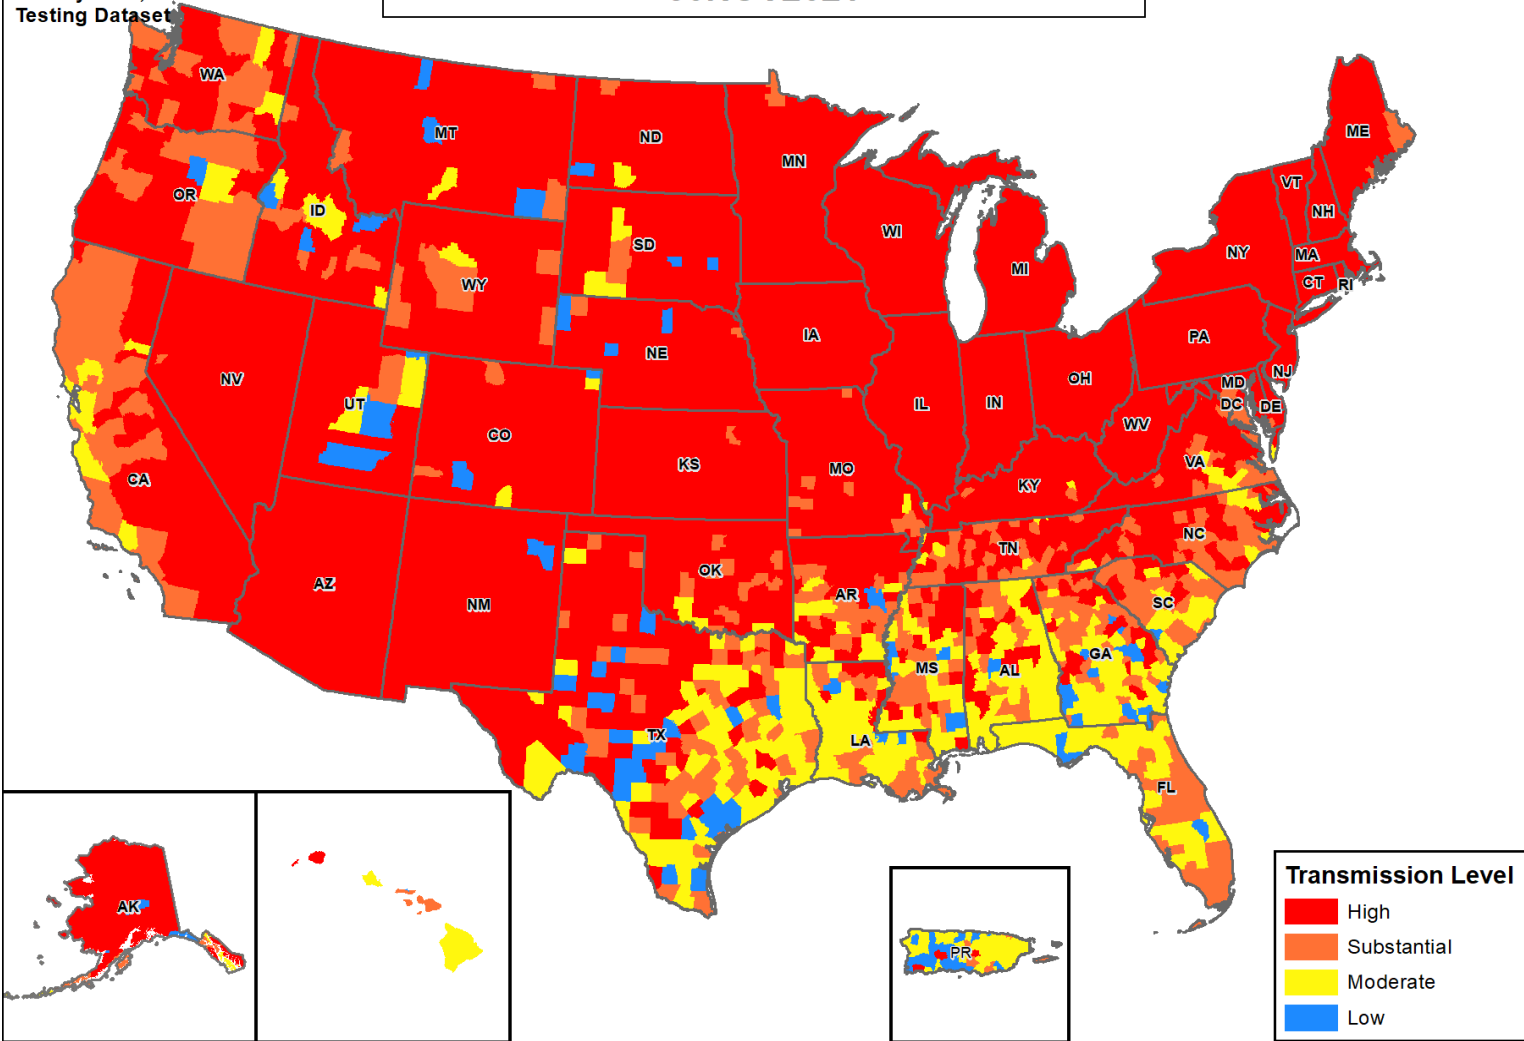 Testing Dataset
WA
MT
ND
MN
ME
OR
ID
SD
WI
VT
NH
WY
MI
NY
MA
CT
RI
IA
NE
PA
NV
UT
OH
NJ
MD
IL
IN
DC
DE
CO
WV
CA
KS
MO
VA
KY
NC
TN
AZ
NM
OK
AR
SC
MS
AL
GA
TX
LA
FL
AK
PR
Transmission Level
High
Substantial
Moderate
Low